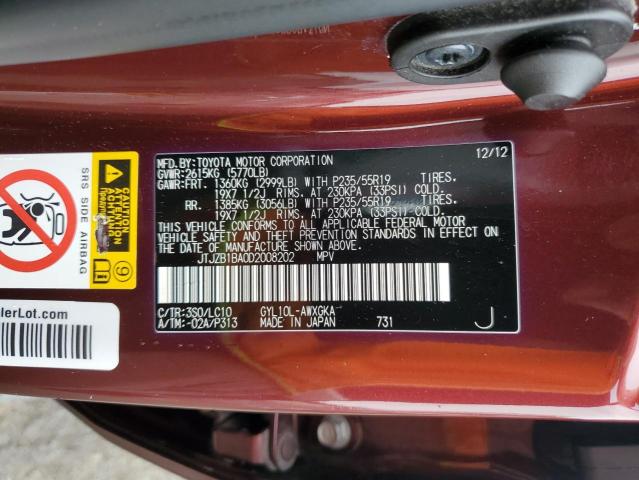 MFD.BY:TOYOTA MOTOR CORPORATION 12/12
GVWR:2615KG (5770LB)
GAWR:FRT. 1360KG (2999LB) WITH P235/55R19 TIRES.
19X7 1/2J RIMS. AT 230KPA (33PSI) COLD.
RR. 1385KG (3056LB) WITH P235/55R19 TIRES.
19X7 1/2J RIMS. AT 230KPA (33PSI) COLD.
THIS VEHICLE CONFORMS TO ALL APPLICABLE FEDERAL MOTOR
VEHICLE SAFETY AND THEFT PREVENTION STANDARDS IN EFFECT ON
THE DATE OF MANUFACTURE SHOWN ABOVE.
JTJZB1BA0D2008202 MPV
C/TR:3S0/LC10 GYL10L-AWXGKA
A/TM:-02A/P313 MADE IN JAPAN 731 J
SRS SIDE AIRBAG
CAUTION
ATTENTION
9
lerLot.com